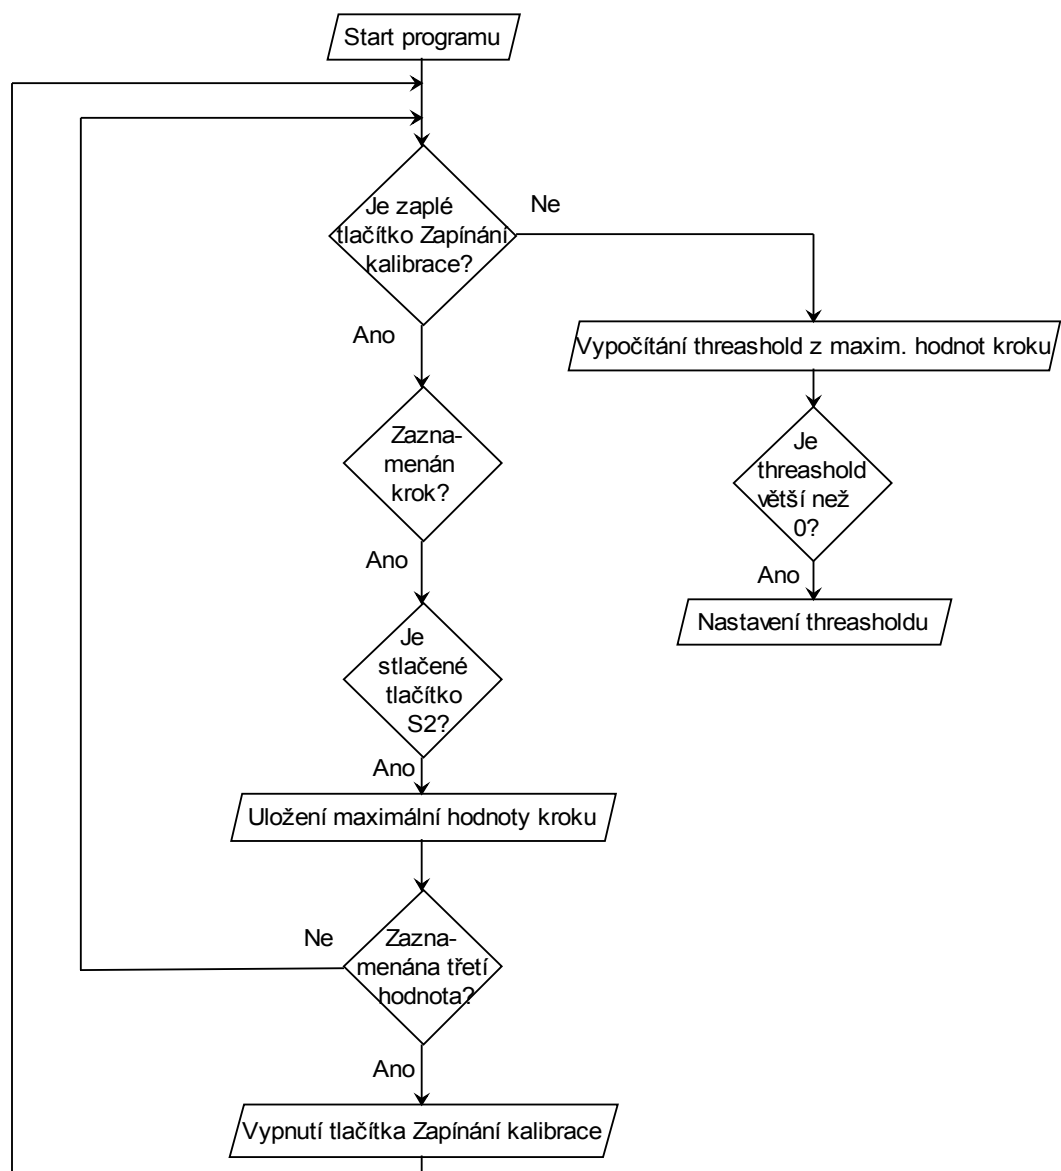 Start programu
Je zaplé
tlačítko Zapínání
kalibrace?
Ne
Ano
Vypočítání threashold z maxim. hodnot kroku
Zazna-
menán
krok?
Je
threashold
větší než
0?
Ano
Ano
Nastavení threasholdu
Je
stlačené
tlačítko
S2?
Ano
Uložení maximální hodnoty kroku
Ne
Zazna-
menána třetí
hodnota?
Ano
Vypnutí tlačítka Zapínání kalibrace